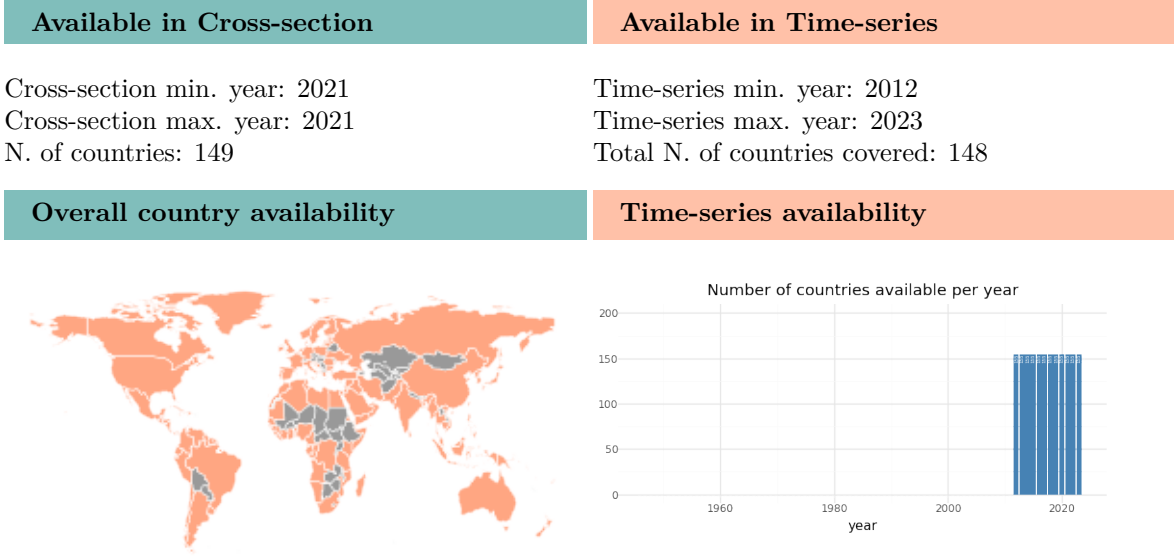 Available in Cross-section
Available in Time-series
Cross-section min. year: 2021
Cross-section max. year: 2021
N. of countries: 149
Time-series min. year: 2012
Time-series max. year: 2023
Total N. of countries covered: 148
Overall country availability
Time-series availability
Number of countries available per year
200
150
100
50
0
1960
1980
2000
2020
year